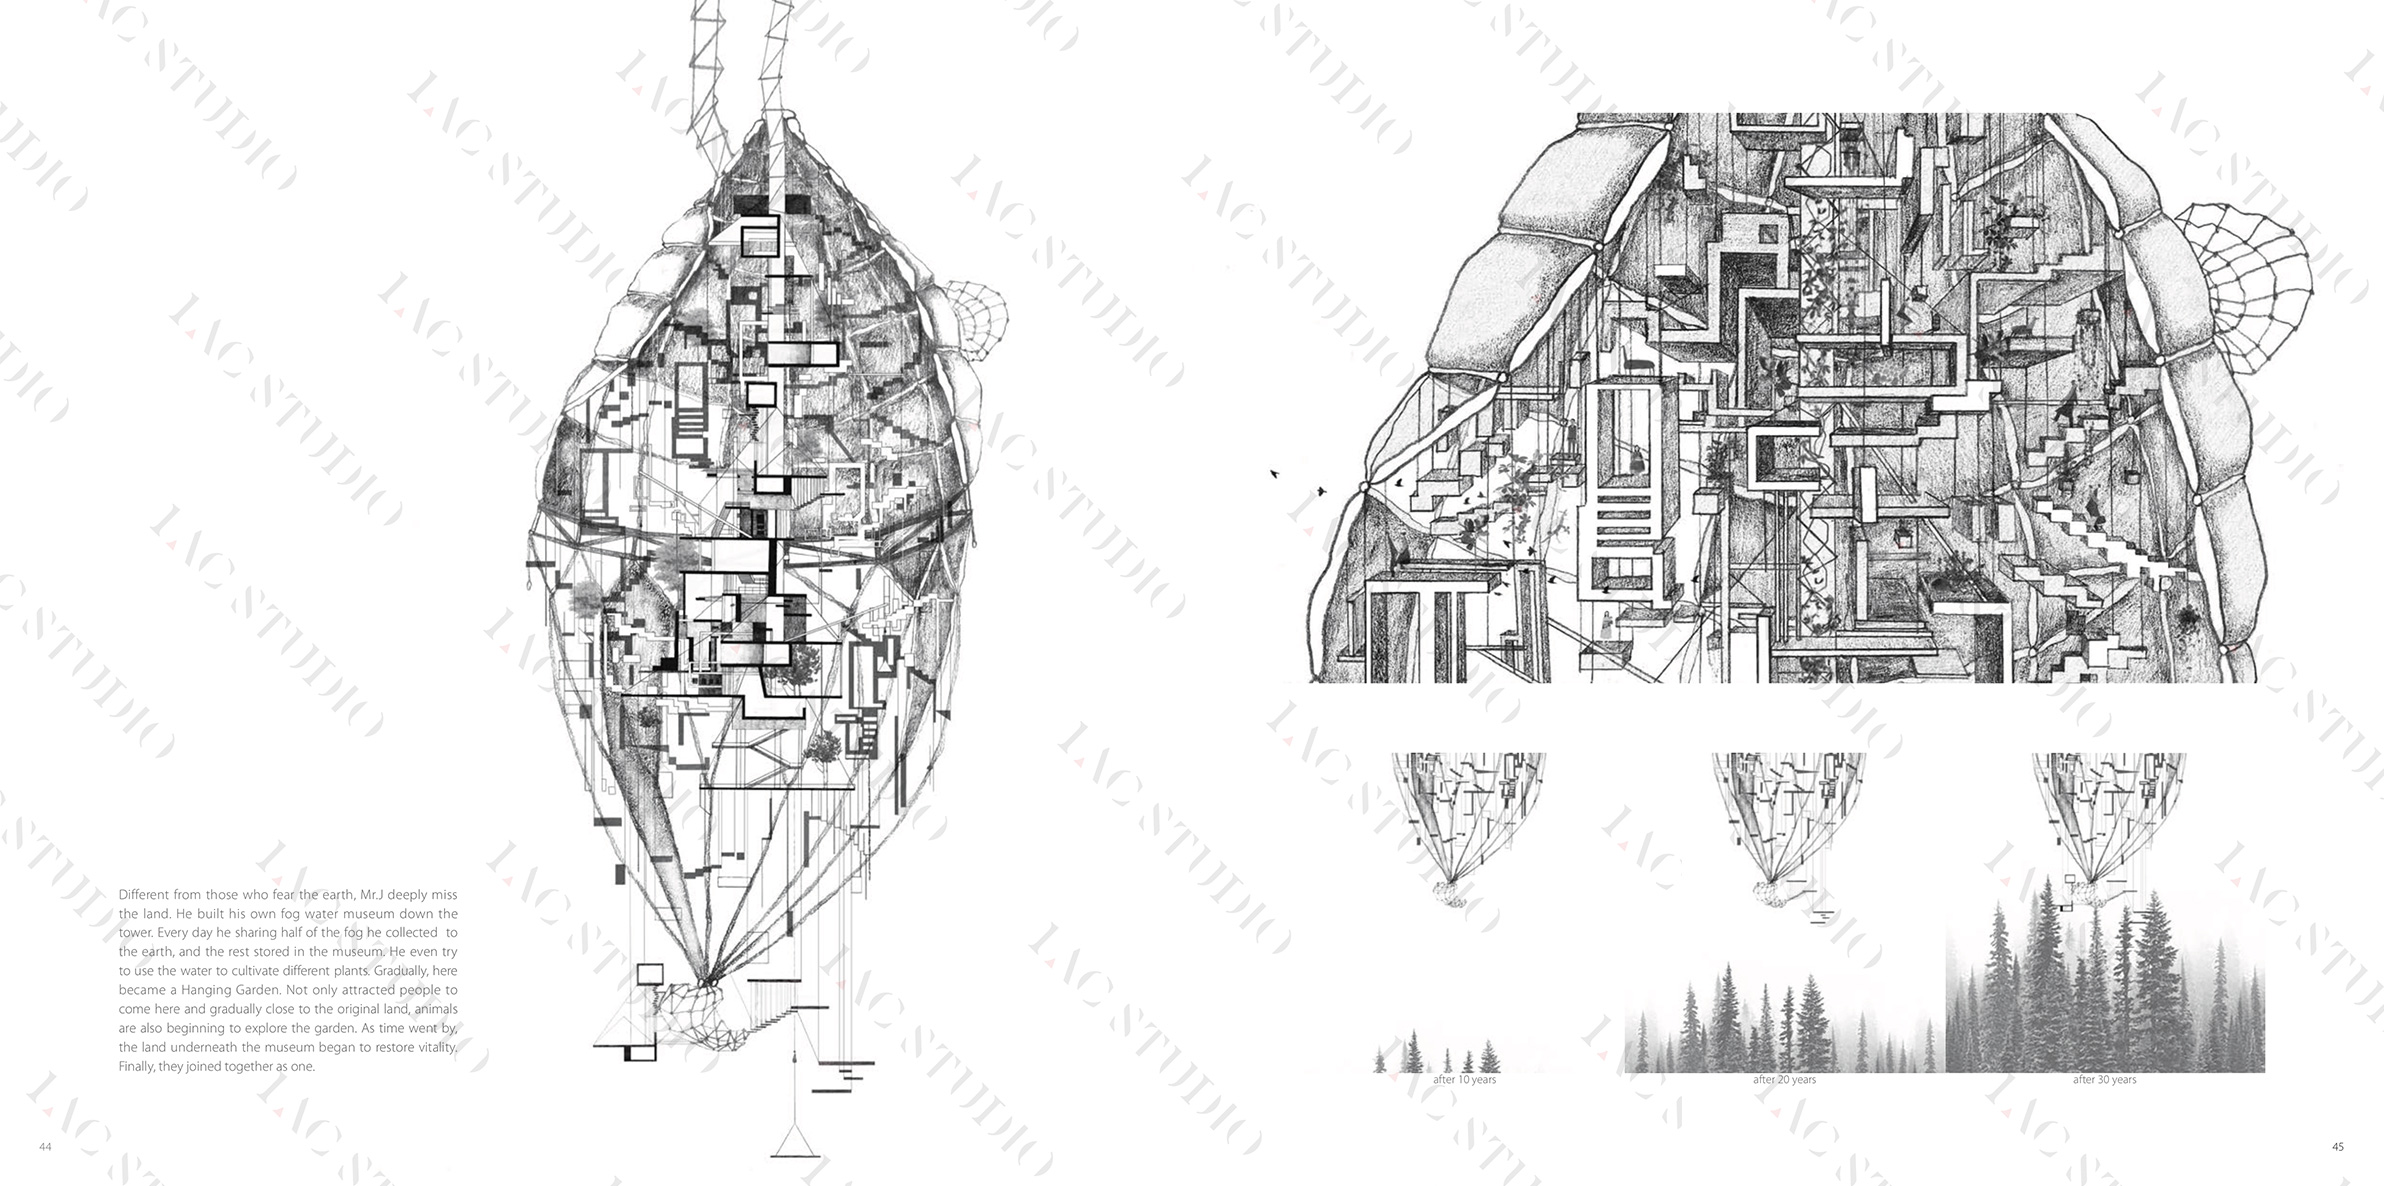 Different from those who fear the earth, Mr.J deeply miss
the land. He built his own fog water museum down the
tower. Every day he sharing half of the fog he collected to
the earth, and the rest stored in the museum. He even try
to use the water to cultivate different plants. Gradually, here
became a Hanging Garden. Not only attracted people to
come here and gradually close to the original land, animals
are also beginning to explore the garden. As time went by,
the land underneath the museum began to restore vitality.
Finally, they joined together as one.
after 10 years
after 20 years
after 30 years
44
45
LAC STUDIO